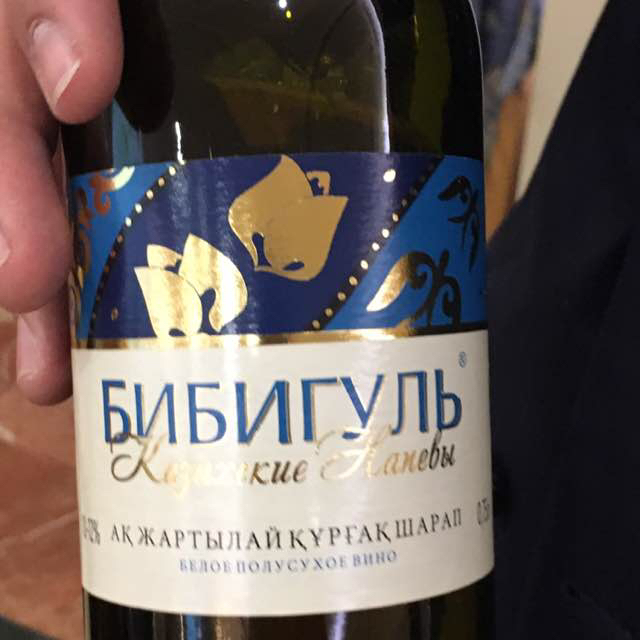 БИБИГУЛЬ®
Казахские Напевы
АҚ ЖАРТЫЛАЙ ҚҰРҒАҚ ШАРАП
БЕЛОЕ ПОЛУСУХОЕ ВИНО